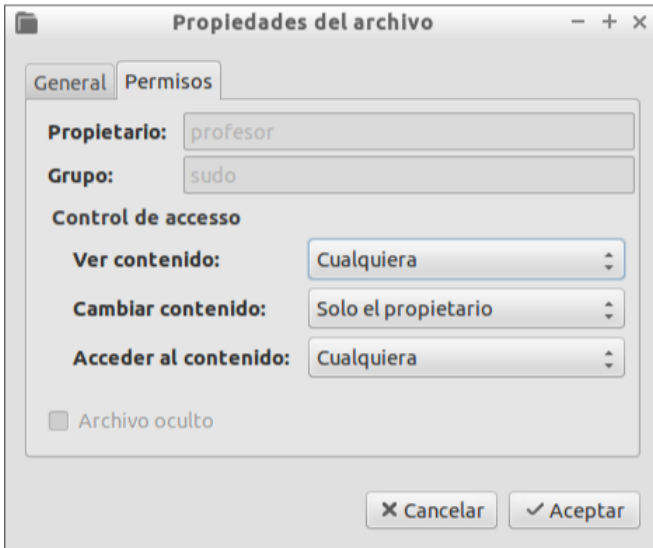 Propiedades del archivo
General Permisos
Propietario: profesor
Grupo: sudo
Control de accesso
Ver contenido: Cualquiera
Cambiar contenido: Solo el propietario
Acceder al contenido: Cualquiera
Archivo oculto
Cancelar Aceptar